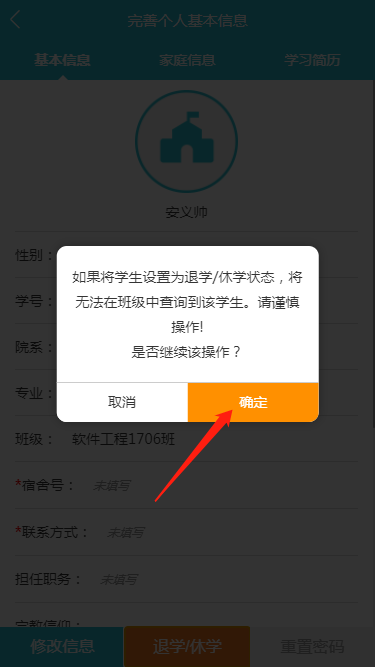 完善个人基本信息
基本信息 家庭信息 学习简历
安义帅
性别：
如果将学生设置为退学/休学状态，将
无法在班级中查询到该学生。请谨慎
操作!
是否继续该操作？
学号：
院系：
专业：
取消 确定
班级： 软件工程1706班
*宿舍号： 未填写
*联系方式： 未填写
担任职务： 未填写
宗教信仰：
修改信息 退学/休学 重置密码